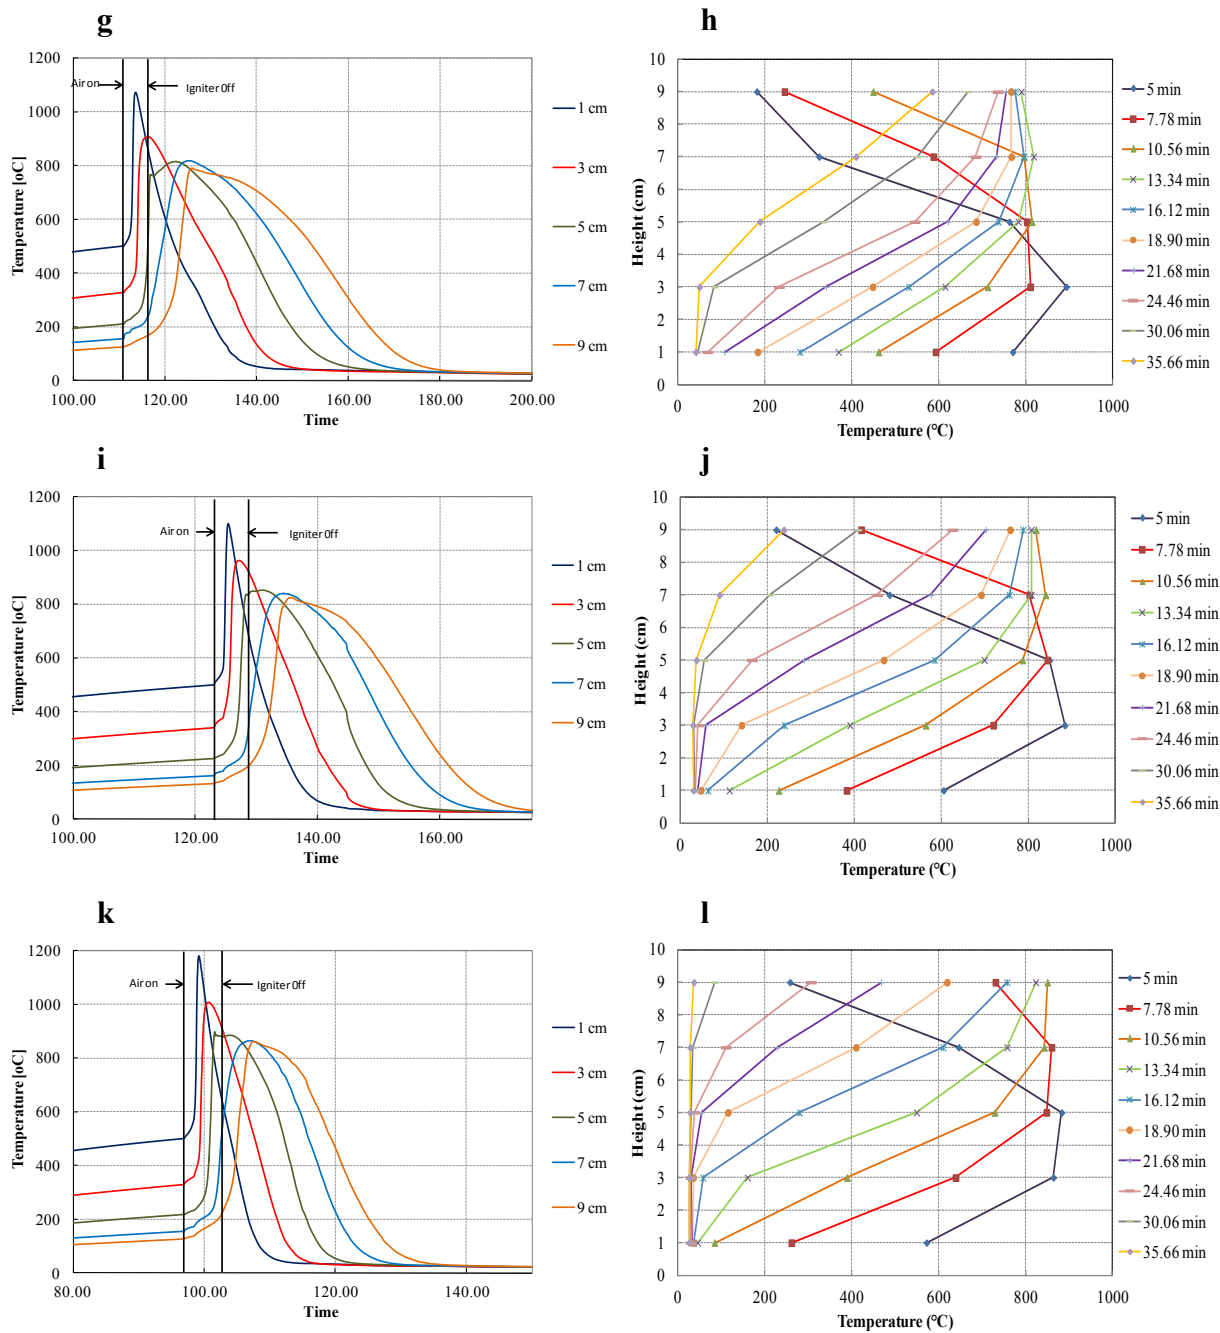 g
1200
1000
800
600
400
200
0
Temperature [oC]
Air on
Igniter Off
100.00 120.00 140.00 160.00 180.00 200.00
Time
1 cm
3 cm
5 cm
7 cm
9 cm
h
10
9
8
7
6
5
4
3
2
1
0
Height (cm)
0 200 400 600 800 1000
Temperature (°C)
5 min
7.78 min
10.56 min
13.34 min
16.12 min
18.90 min
21.68 min
24.46 min
30.06 min
35.66 min
i
1200
1000
800
600
400
200
0
Temperature [oC]
Air on
Igniter Off
100.00 120.00 140.00 160.00
Time
1 cm
3 cm
5 cm
7 cm
9 cm
j
10
9
8
7
6
5
4
3
2
1
0
Height (cm)
0 200 400 600 800 1000
Temperature (°C)
5 min
7.78 min
10.56 min
13.34 min
16.12 min
18.90 min
21.68 min
24.46 min
30.06 min
35.66 min
k
1200
1000
800
600
400
200
0
Temperature [oC]
Air on
Igniter Off
80.00 100.00 120.00 140.00
Time
1 cm
3 cm
5 cm
7 cm
9 cm
l
10
9
8
7
6
5
4
3
2
1
0
Height (cm)
0 200 400 600 800 1000
Temperature (°C)
5 min
7.78 min
10.56 min
13.34 min
16.12 min
18.90 min
21.68 min
24.46 min
30.06 min
35.66 min